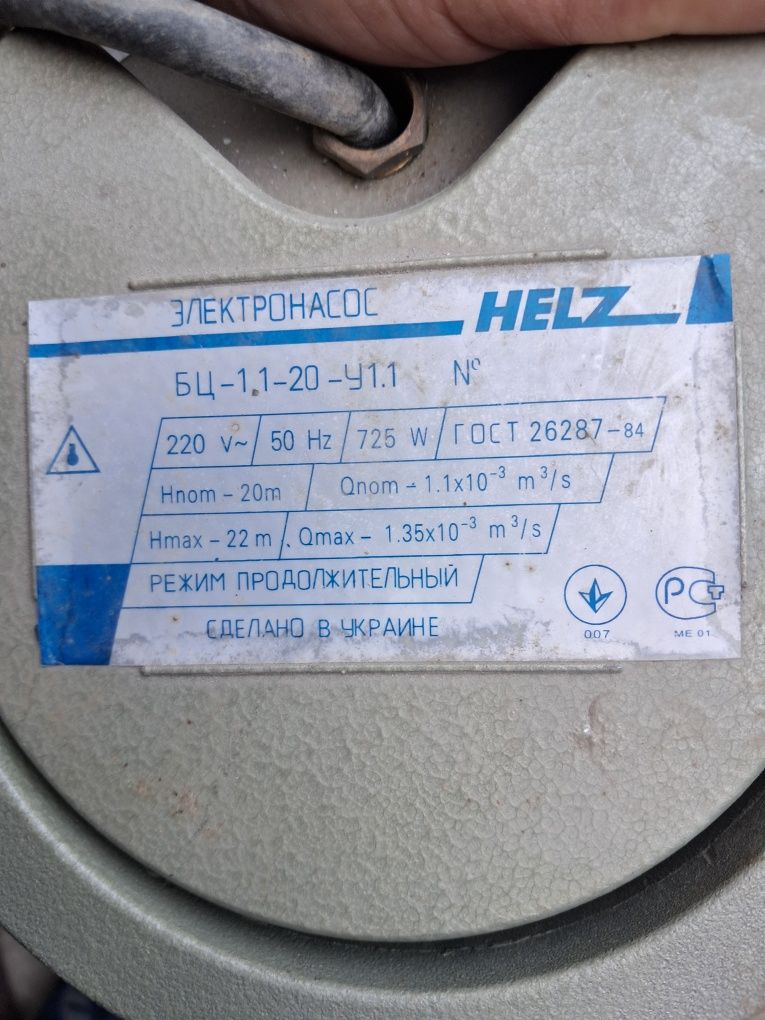 ЭЛЕКТРОНАСОС HELZ
БЦ-1,1-20-У1.1 №
220 V~ 50 Hz 725 W ГОСТ 26287-84
Hnom - 20m Qnom - 1.1x10⁻³ m³/s
Hmax - 22 m Qmax - 1.35x10⁻³ m³/s
РЕЖИМ ПРОДОЛЖИТЕЛЬНЫЙ
СДЕЛАНО В УКРАИНЕ
007
РСТ
МЕ 01